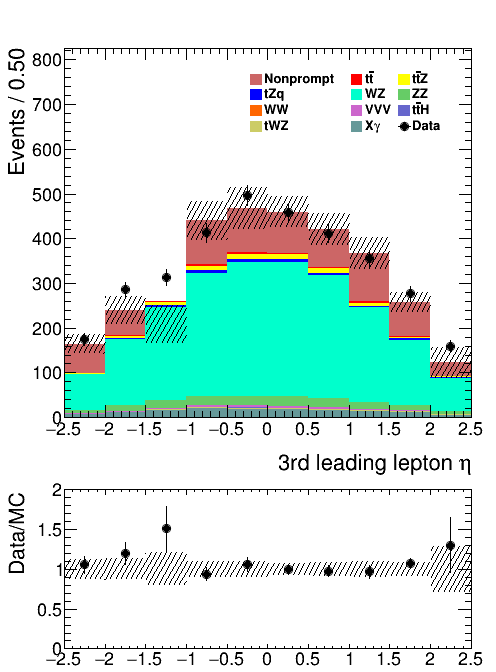 Events / 0.50
800
700
600
500
400
300
200
100
0
Nonprompt tt̄ tt̄Z
tZq WZ ZZ
WW VVV tt̄H
tWZ Xγ Data
−2.5 −2 −1.5 −1 −0.5 0 0.5 1 1.5 2 2.5
3rd leading lepton η
Data/MC
2
1.5
1
0.5
0
−2.5 −2 −1.5 −1 −0.5 0 0.5 1 1.5 2 2.5